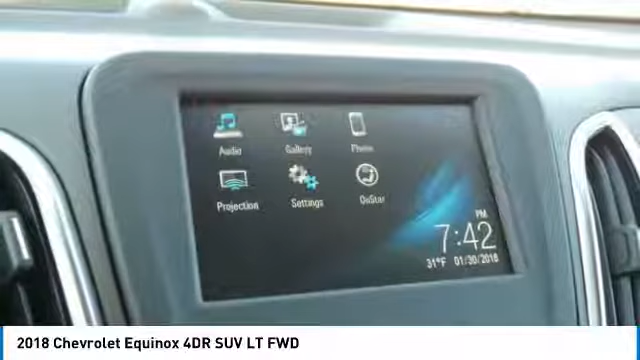 Audio
Gallery
Phone
Projection
Settings
OnStar
PM
7:42
31°F 01/30/2018
2018 Chevrolet Equinox 4DR SUV LT FWD